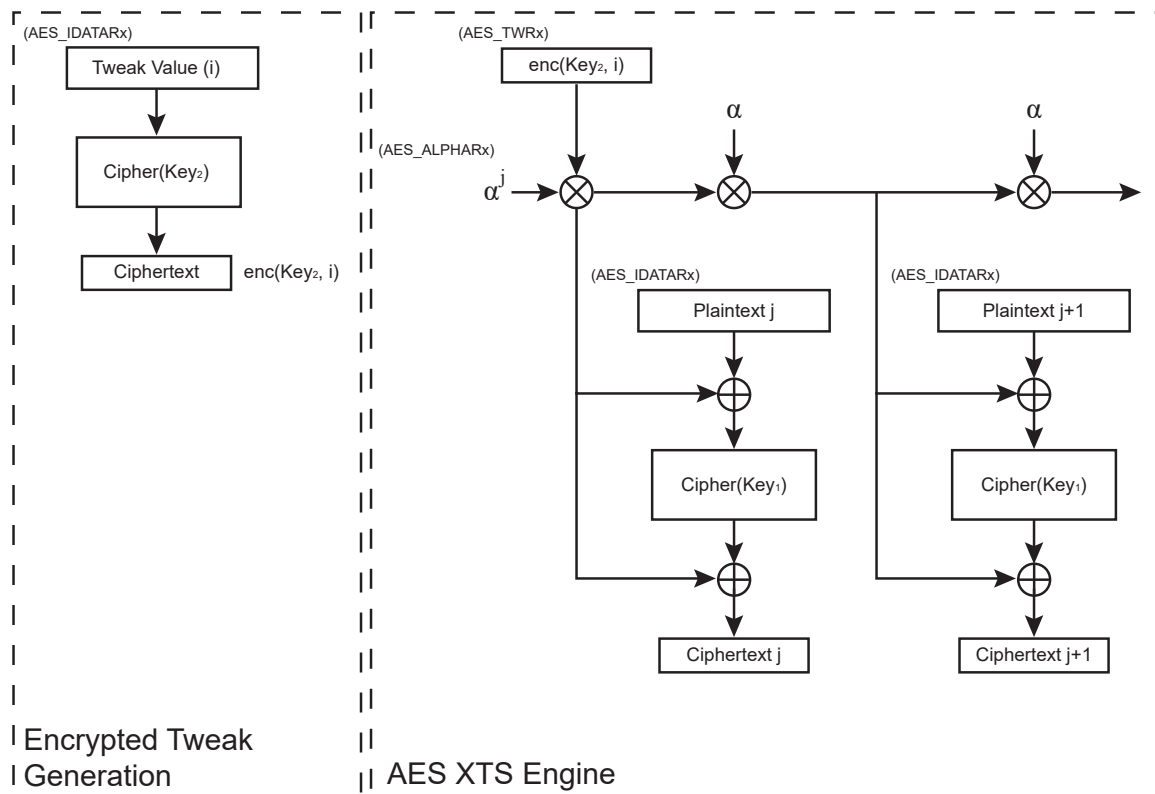 (AES_IDATARx)
Tweak Value (i)
Cipher(Key₂)
Ciphertext
enc(Key₂, i)
Encrypted Tweak
Generation
(AES_TWRx)
enc(Key₂, i)
(AES_ALPHARx)
αʲ
α
α
(AES_IDATARx)
Plaintext j
Cipher(Key₁)
Ciphertext j
(AES_IDATARx)
Plaintext j+1
Cipher(Key₁)
Ciphertext j+1
AES XTS Engine